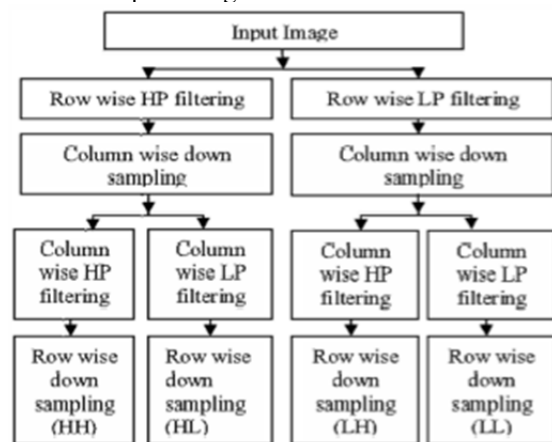 Input Image
Row wise HP filtering
Row wise LP filtering
Column wise down
sampling
Column wise down
sampling
Column
wise HP
filtering
Column
wise LP
filtering
Column
wise HP
filtering
Column
wise LP
filtering
Row wise
down
sampling
(HH)
Row wise
down
sampling
(HL)
Row wise
down
sampling
(LH)
Row wise
down
sampling
(LL)